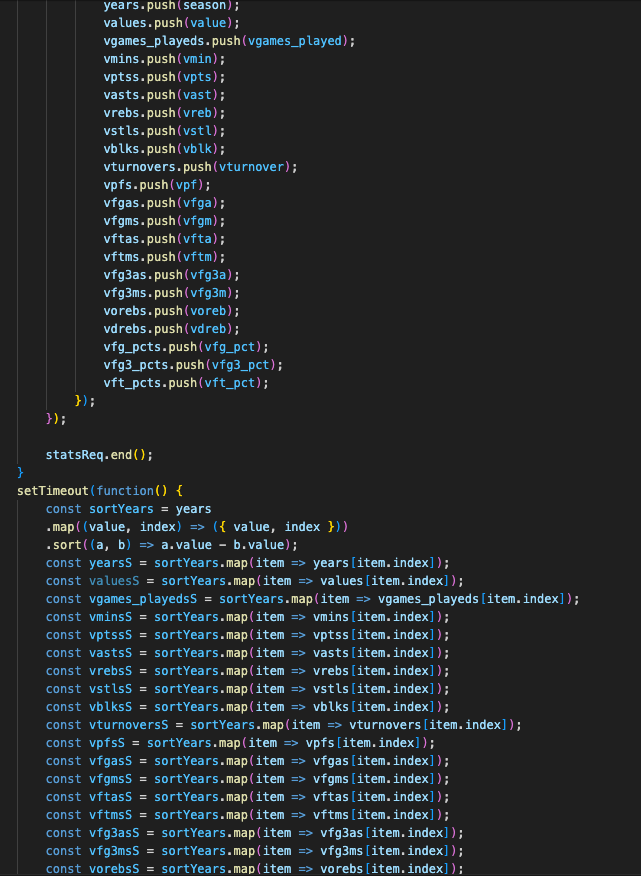 years.push(season);
values.push(value);
vgames_playeds.push(vgames_played);
vmins.push(vmin);
vptss.push(vpts);
vasts.push(vast);
vrebs.push(vreb);
vstls.push(vstl);
vblks.push(vblk);
vturnovers.push(vturnover);
vpfs.push(vpf);
vfgas.push(vfga);
vfgms.push(vfgm);
vftas.push(vfta);
vftms.push(vftm);
vfg3as.push(vfg3a);
vfg3ms.push(vfg3m);
vorebs.push(voreb);
vdrebs.push(vdreb);
vfg_pcts.push(vfg_pct);
vfg3_pcts.push(vfg3_pct);
vft_pcts.push(vft_pct);
});
});
statsReq.end();
}
setTimeout(function() {
const sortYears = years
.map((value, index) => ({ value, index }))
.sort((a, b) => a.value - b.value);
const yearsS = sortYears.map(item => years[item.index]);
const valuesS = sortYears.map(item => values[item.index]);
const vgames_playedsS = sortYears.map(item => vgames_playeds[item.index]);
const vminsS = sortYears.map(item => vmins[item.index]);
const vptssS = sortYears.map(item => vptss[item.index]);
const vastsS = sortYears.map(item => vasts[item.index]);
const vrebsS = sortYears.map(item => vrebs[item.index]);
const vstlsS = sortYears.map(item => vstls[item.index]);
const vblksS = sortYears.map(item => vblks[item.index]);
const vturnoversS = sortYears.map(item => vturnovers[item.index]);
const vpfsS = sortYears.map(item => vpfs[item.index]);
const vfgasS = sortYears.map(item => vfgas[item.index]);
const vfgmsS = sortYears.map(item => vfgms[item.index]);
const vftasS = sortYears.map(item => vftas[item.index]);
const vftmsS = sortYears.map(item => vftms[item.index]);
const vfg3asS = sortYears.map(item => vfg3as[item.index]);
const vfg3msS = sortYears.map(item => vfg3ms[item.index]);
const vorebsS = sortYears.map(item => vorebs[item.index]);